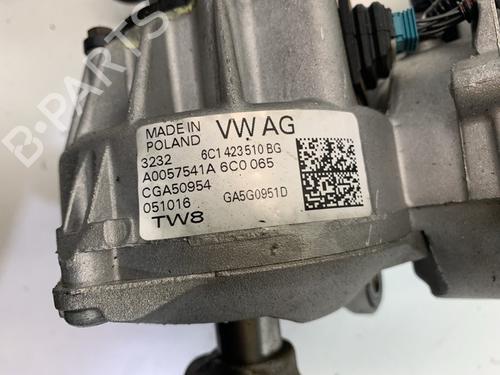 B-PARTS
MADE IN
POLAND VW AG
3232 6C1 423 510 BG
A0057541A 6C0 065
CGA50954
051016 GA5G0951D
TW8